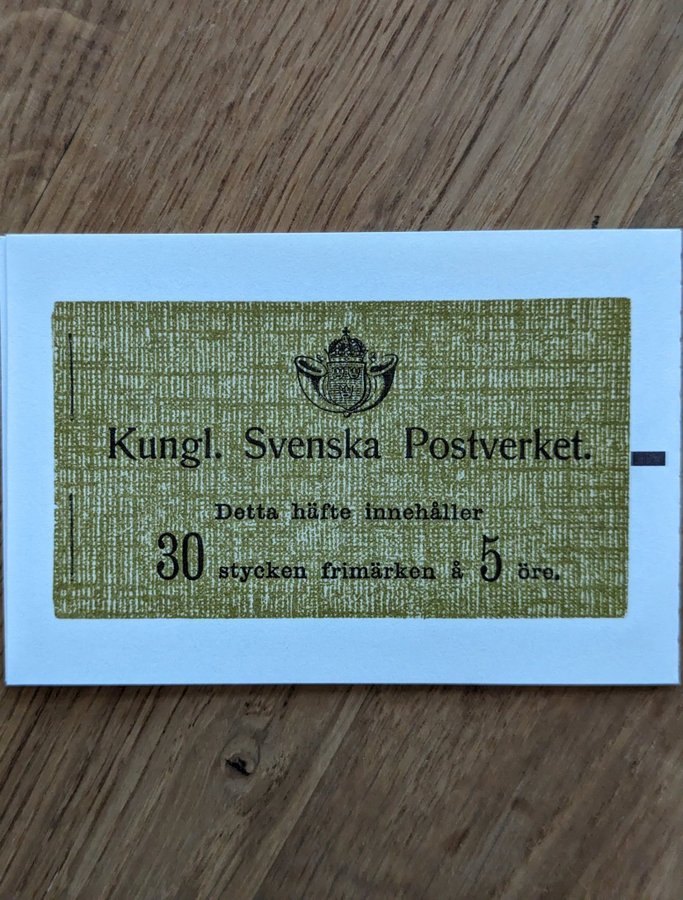 Kungl. Svenska Postverket.
Detta häfte innehåller
30 stycken frimärken à 5 öre.